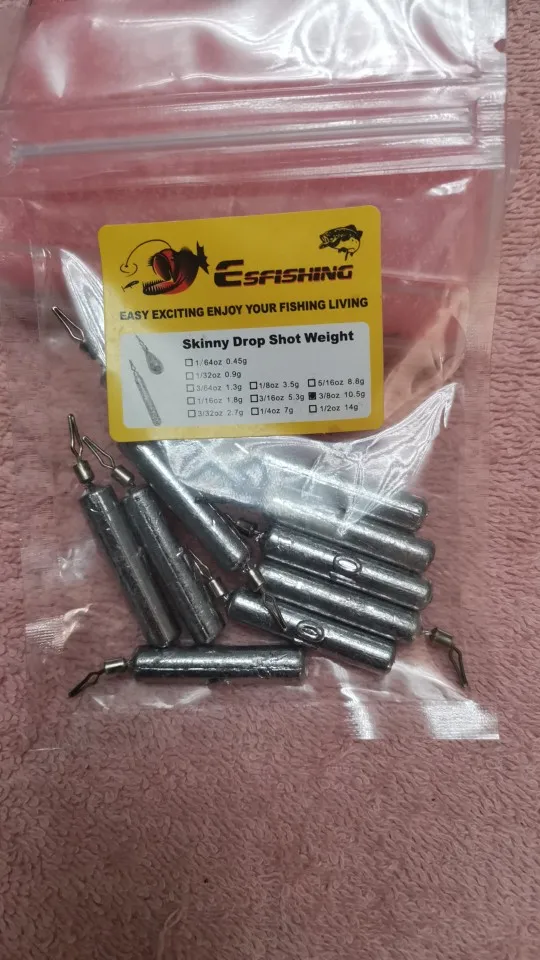 ESFISHING
EASY EXCITING ENJOY YOUR FISHING LIVING
Skinny Drop Shot Weight
1/64oz 0.45g
1/32oz 0.9g
3/64oz 1.3g 1/8oz 3.5g 5/16oz 8.8g
1/16oz 1.8g 3/16oz 5.3g 3/8oz 10.5g
3/32oz 2.7g 1/4oz 7g 1/2oz 14g